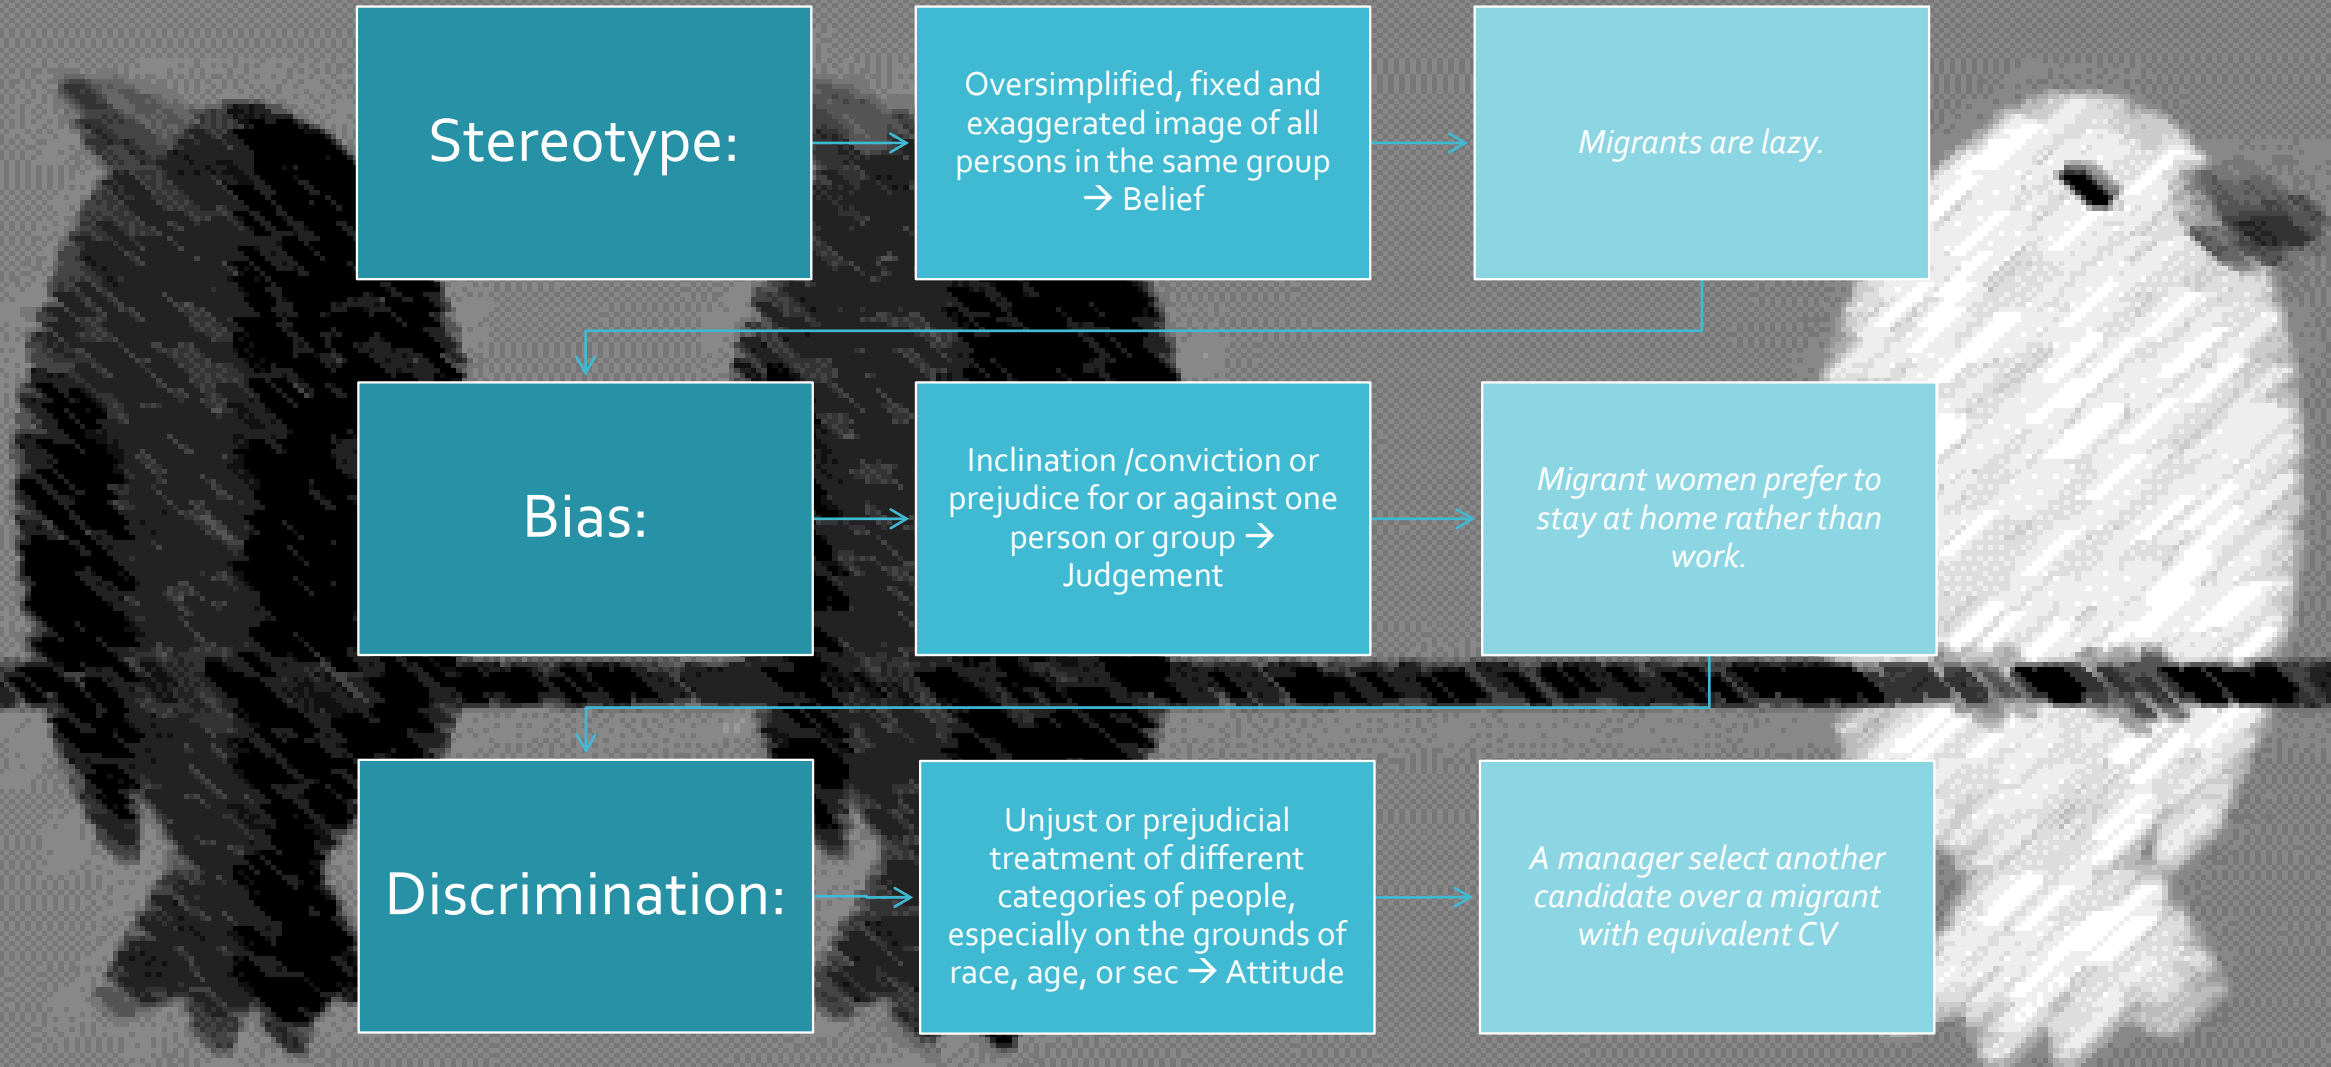 Stereotype:
Oversimplified, fixed and
exaggerated image of all
persons in the same group
→ Belief
Migrants are lazy.
Bias:
Inclination /conviction or
prejudice for or against one
person or group →
Judgement
Migrant women prefer to
stay at home rather than
work.
Discrimination:
Unjust or prejudicial
treatment of different
categories of people,
especially on the grounds of
race, age, or sec → Attitude
A manager select another
candidate over a migrant
with equivalent CV